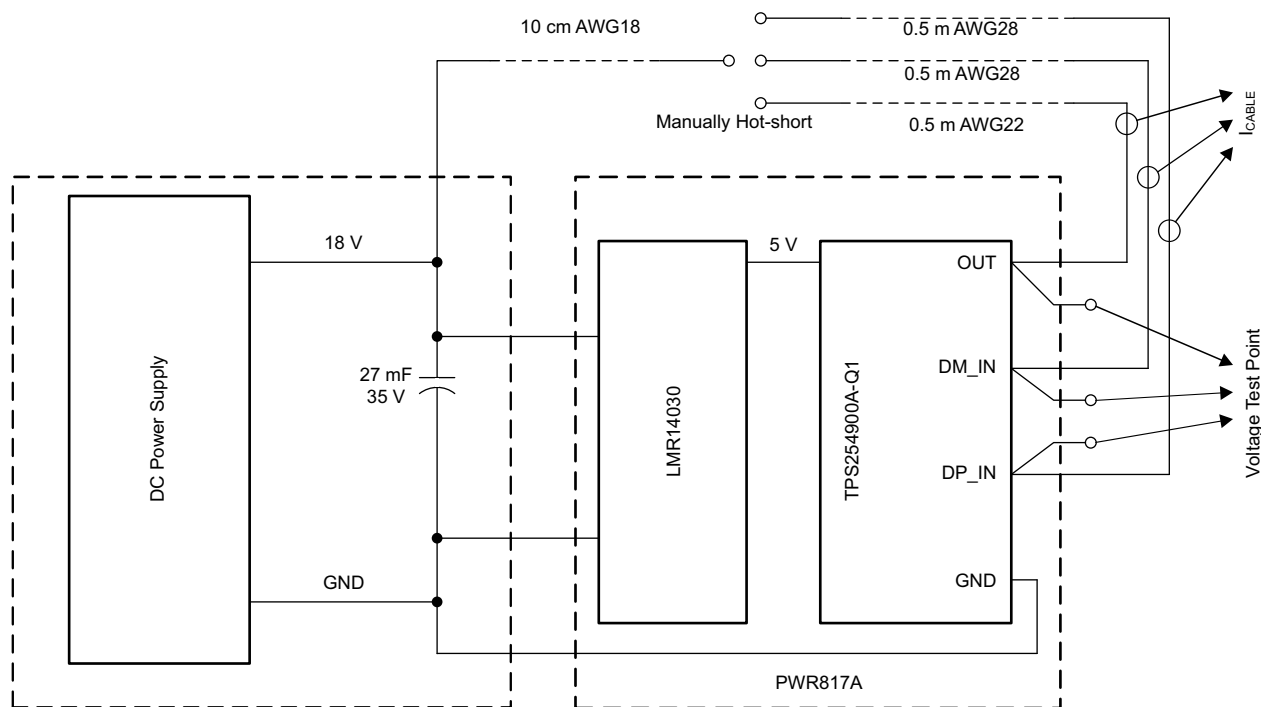 10 cm AWG18
0.5 m AWG28
0.5 m AWG28
Manually Hot-short
0.5 m AWG22
ICABLE
18 V
5 V
OUT
27 mF
35 V
DC Power Supply
LMR14030
TPS254900A-Q1
DM_IN
DP_IN
Voltage Test Point
GND
GND
PWR817A